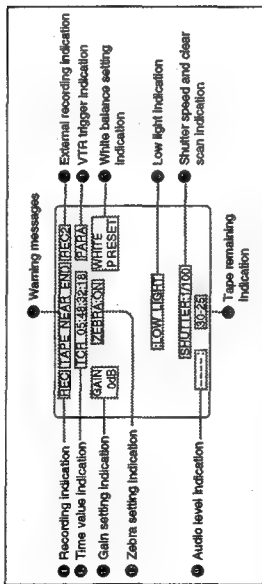 Warning messages
Recording indication
Time value indication
Gain setting indication
Zebra setting indication
Audio level indication
REC TAPE NEAR END REC2
TCR 05:48:32:18 PARA
GAIN ZEBRA:ON WHITE
0dB PRESET
:LOW LIGHT
SHUTTER:1/100
30-25
External recording indication
VTR trigger indication
White balance setting
indication
Low light indication
Shutter speed and clear
scan indication
Tape remaining
indication